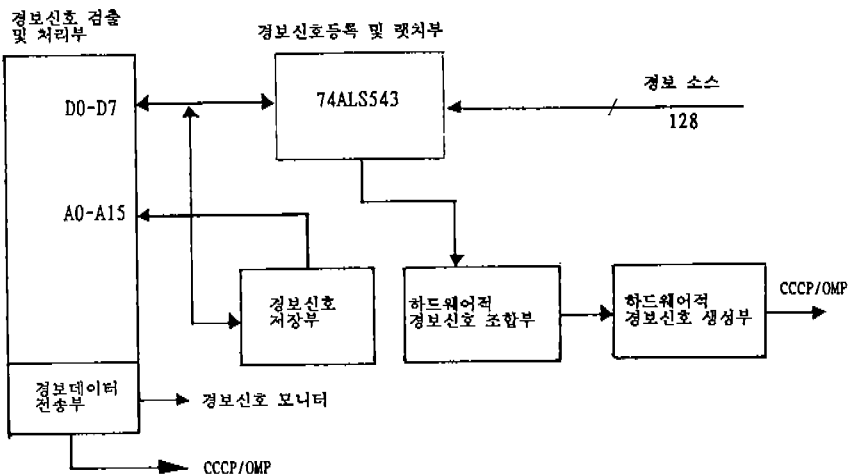 경보신호 검출
및 처리부
경보신호등록 및 랫치부
D0-D7
74ALS543
경보 소스
128
A0-A15
경보신호
저장부
하드웨어적
경보신호 조합부
하드웨어적
경보신호 생성부
CCCP/OMP
경보데이터
전송부
경보신호 모니터
CCCP/OMP